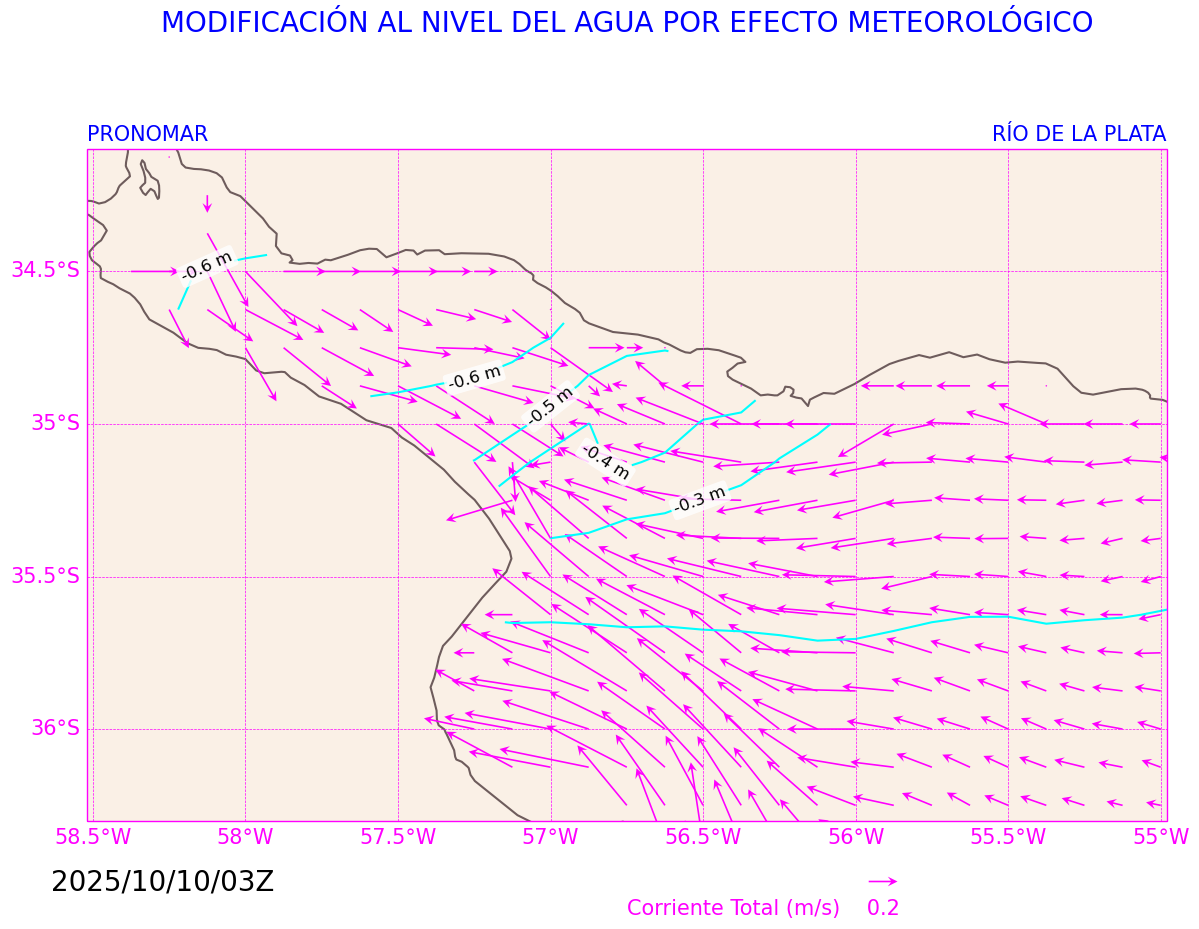 MODIFICACIÓN AL NIVEL DEL AGUA POR EFECTO METEOROLÓGICO
PRONOMAR RÍO DE LA PLATA
-0.6 m
34.5°S
-0.6 m
-0.5 m
35°S
-0.4 m
-0.3 m
35.5°S
36°S
58.5°W 58°W 57.5°W 57°W 56.5°W 56°W 55.5°W 55°W
2025/10/10/03Z
Corriente Total (m/s) 0.2